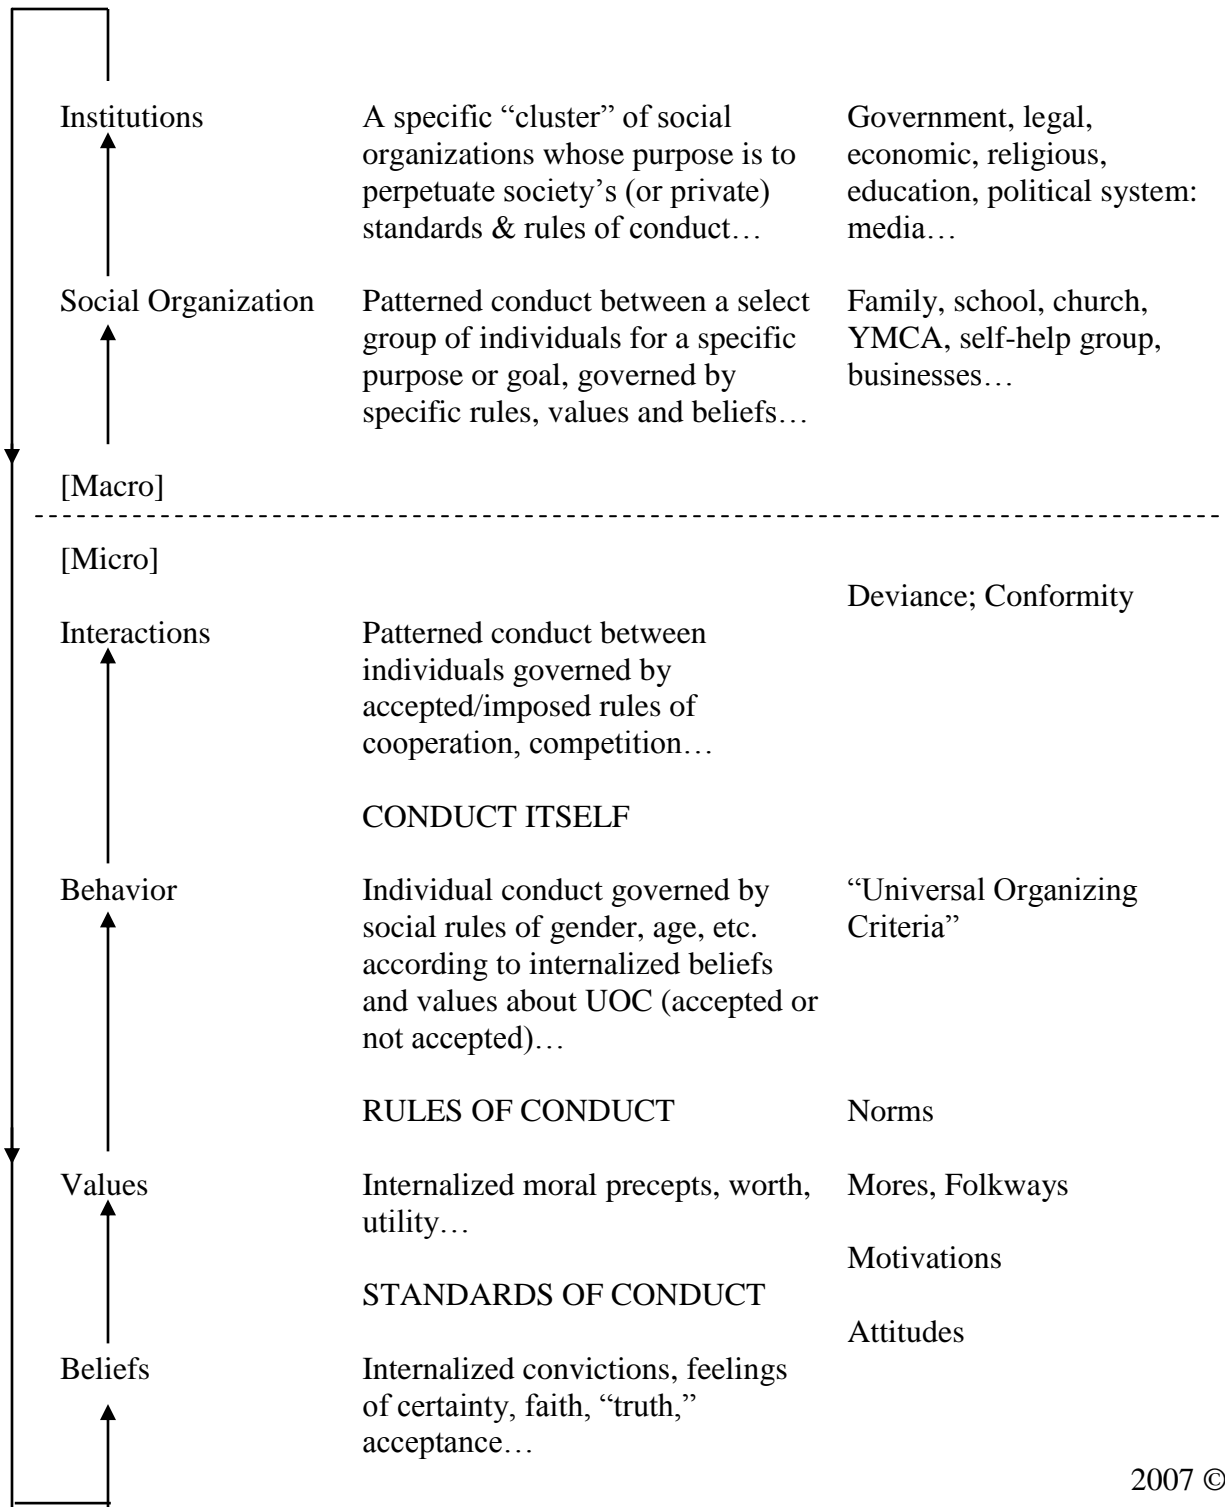 Institutions
A specific “cluster” of social
organizations whose purpose is to
perpetuate society’s (or private)
standards & rules of conduct…
Government, legal,
economic, religious,
education, political system:
media…
Social Organization
Patterned conduct between a select
group of individuals for a specific
purpose or goal, governed by
specific rules, values and beliefs…
Family, school, church,
YMCA, self-help group,
businesses…
[Macro]
[Micro]
Deviance; Conformity
Interactions
Patterned conduct between
individuals governed by
accepted/imposed rules of
cooperation, competition…
CONDUCT ITSELF
Behavior
Individual conduct governed by
social rules of gender, age, etc.
according to internalized beliefs
and values about UOC (accepted or
not accepted)…
“Universal Organizing
Criteria”
RULES OF CONDUCT
Norms
Values
Internalized moral precepts, worth,
utility…
Mores, Folkways
Motivations
STANDARDS OF CONDUCT
Attitudes
Beliefs
Internalized convictions, feelings
of certainty, faith, “truth,”
acceptance…
2007 ©